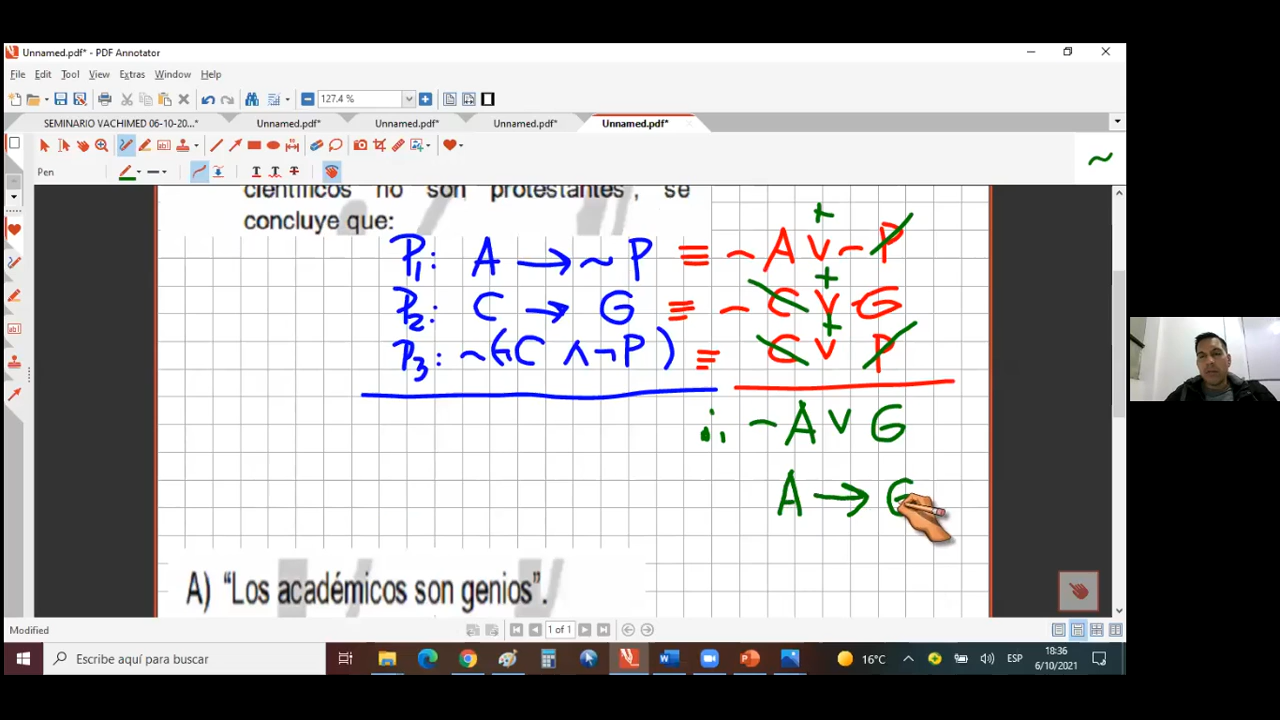 Unnamed.pdf* - PDF Annotator
File Edit Tool View Extras Window Help
127.4 %
SEMINARIO VACHIMED 06-10-20...* Unnamed.pdf* Unnamed.pdf* Unnamed.pdf* Unnamed.pdf*
Pen
científicos no son protestantes", se
concluye que:
P1: A → ~ P ≡ ~ A v ~ P
P2: C → G ≡ ~ C v G
P3: ~(¬C ∧ ¬P) ≡ C v P
∴ ~ A v G
A → G
A) "Los académicos son genios".
Modified
1 of 1
Escribe aquí para buscar
16°C
ESP
18:36
6/10/2021